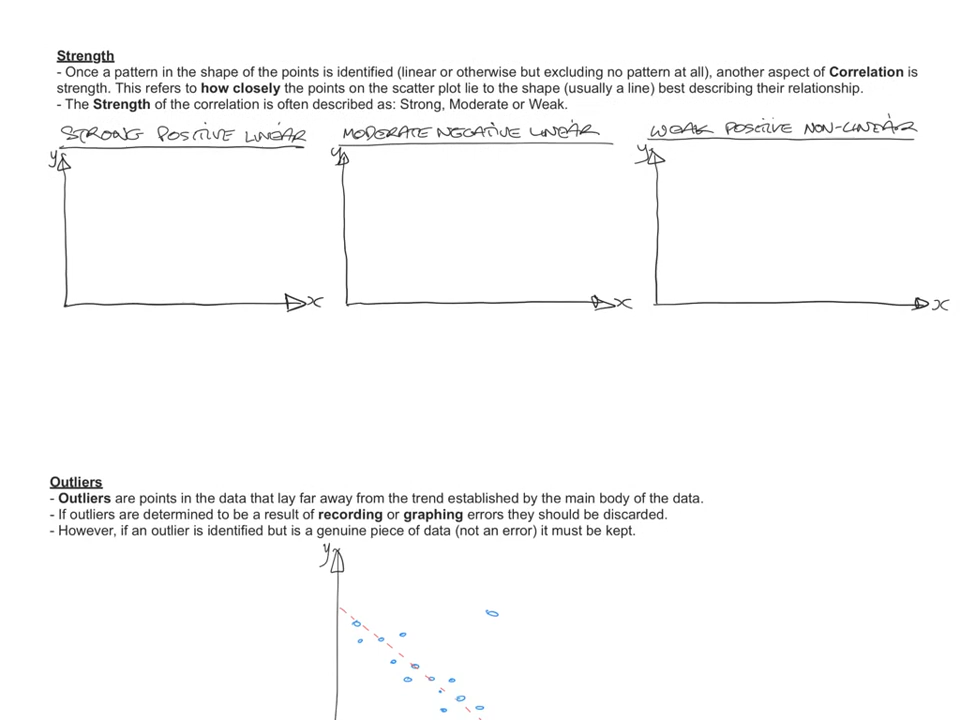 Strength
- Once a pattern in the shape of the points is identified (linear or otherwise but excluding no pattern at all), another aspect of Correlation is
strength. This refers to how closely the points on the scatter plot lie to the shape (usually a line) best describing their relationship.
- The Strength of the correlation is often described as: Strong, Moderate or Weak.
STRONG POSITIVE LINEAR MODERATE NEGATIVE LINEAR WEAK POSITIVE NON-LINEAR
y y y
x x x
Outliers
- Outliers are points in the data that lay far away from the trend established by the main body of the data.
- If outliers are determined to be a result of recording or graphing errors they should be discarded.
- However, if an outlier is identified but is a genuine piece of data (not an error) it must be kept.
y